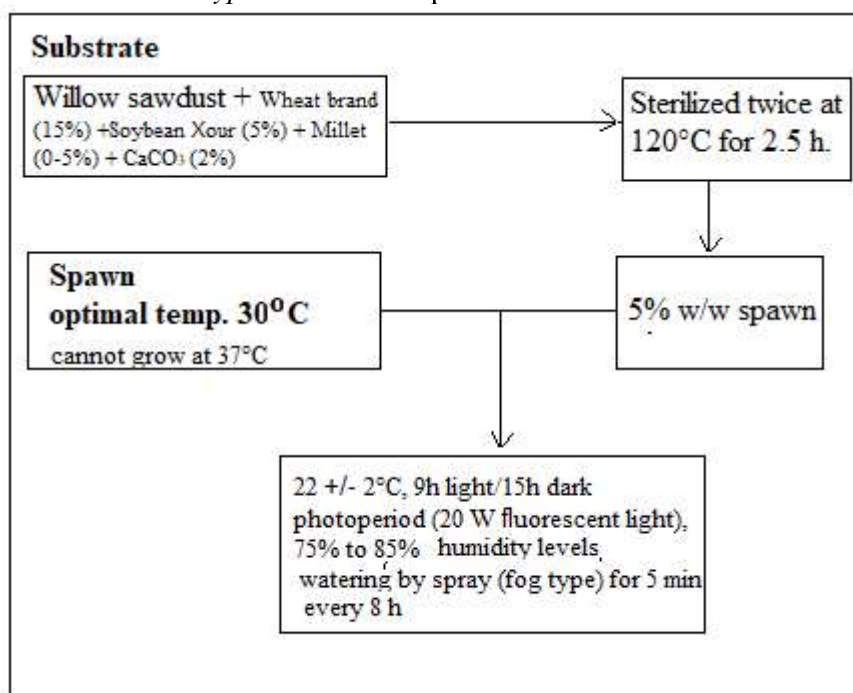 yp
Substrate
Willow sawdust + Wheat brand
(15%) +Soybean Xour (5%) + Millet
(0-5%) + CaCO3 (2%)
Sterilized twice at
120°C for 2.5 h.
Spawn
optimal temp. 30°C
cannot grow at 37°C
5% w/w spawn
22 +/- 2°C, 9h light/15h dark
photoperiod (20 W fluorescent light),
75% to 85% humidity levels
watering by spray (fog type) for 5 min
every 8 h